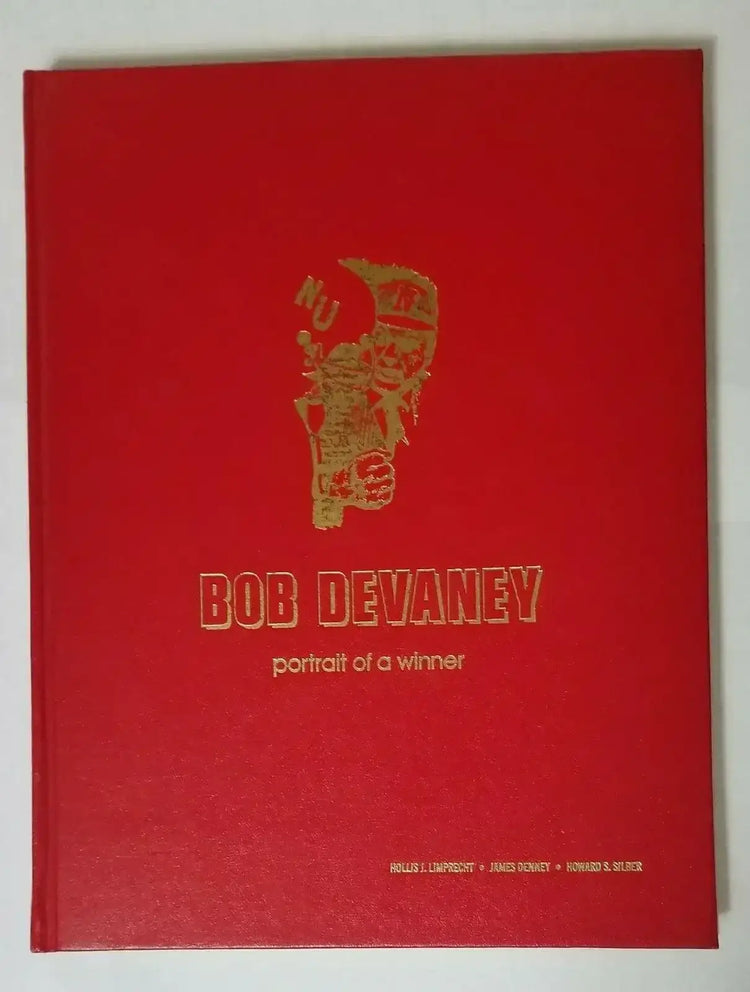 NU
N
BOB DEVANEY
portrait of a winner
HOLLIS J. LIMPRECHT • JAMES DENNEY • HOWARD S. SILBER